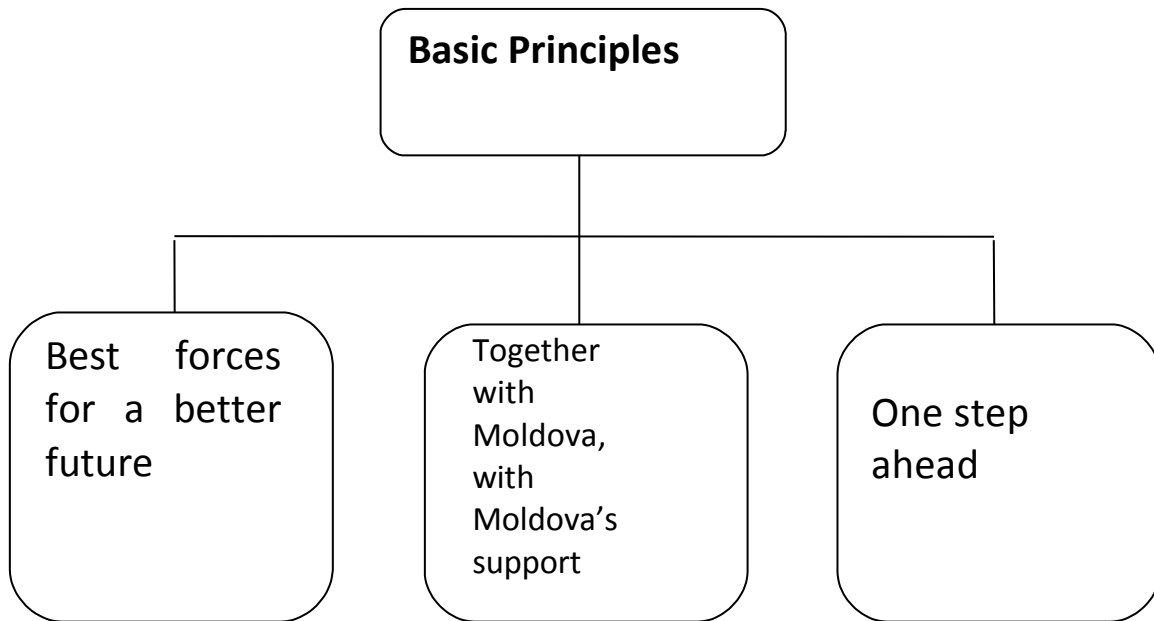 Basic Principles
Best forces
for a better
future
Together
with
Moldova,
with
Moldova’s
support
One step
ahead